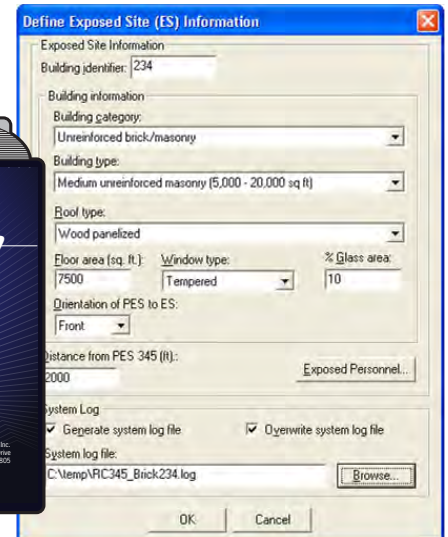 Define Exposed Site (ES) Information
Exposed Site Information
Building identifier: 234
Building information
Building category:
Unreinforced brick/masonry
Building type:
Medium unreinforced masonry (5,000 - 20,000 sq ft)
Roof type:
Wood panelized
Floor area (sq. ft.): Window type: % Glass area:
7500 Tempered 10
Orientation of PES to ES:
Front
Distance from PES 345 (ft).:
2000 Exposed Personnel...
System Log
Generate system log file Overwrite system log file
System log file:
C:\temp\RC345_Brick234.log Browse...
OK Cancel
Inc.
805